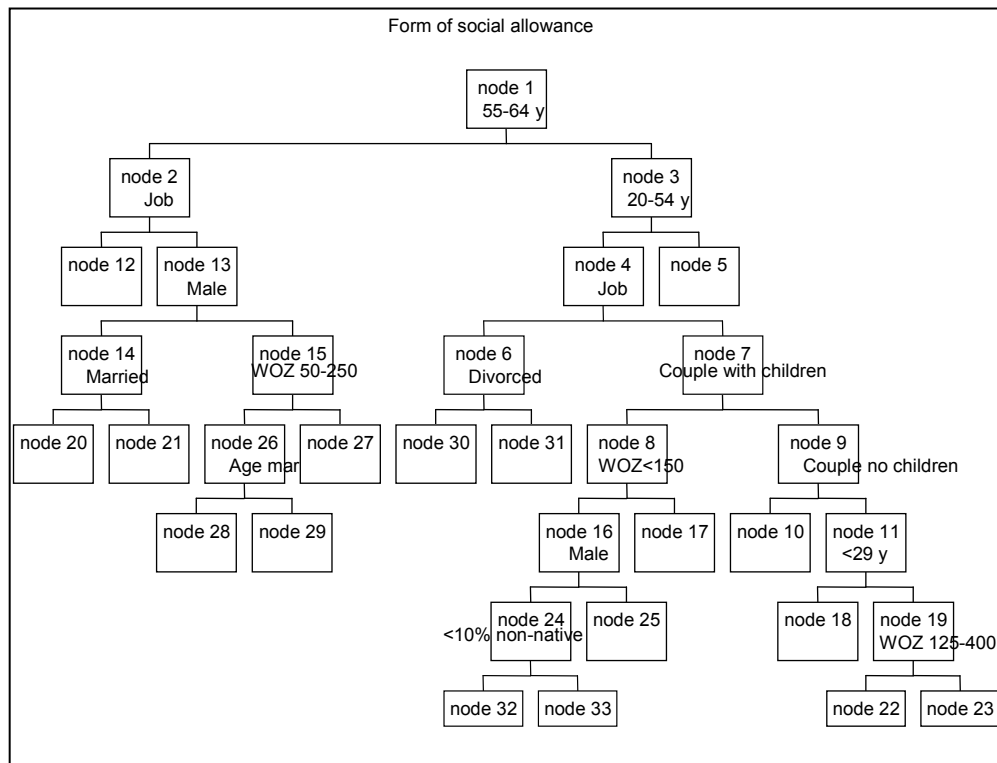 Form of social allowance
node 1
55-64 y
node 2
Job
node 3
20-54 y
node 12
node 13
Male
node 4
Job
node 5
node 14
Married
node 15
WOZ 50-250
node 6
Divorced
node 7
Couple with children
node 20
node 21
node 26
Age mar
node 27
node 30
node 31
node 8
WOZ<150
node 9
Couple no children
node 28
node 29
node 16
Male
node 17
node 10
node 11
<29 y
node 24
<10% non-native
node 25
node 18
node 19
WOZ 125-400
node 32
node 33
node 22
node 23